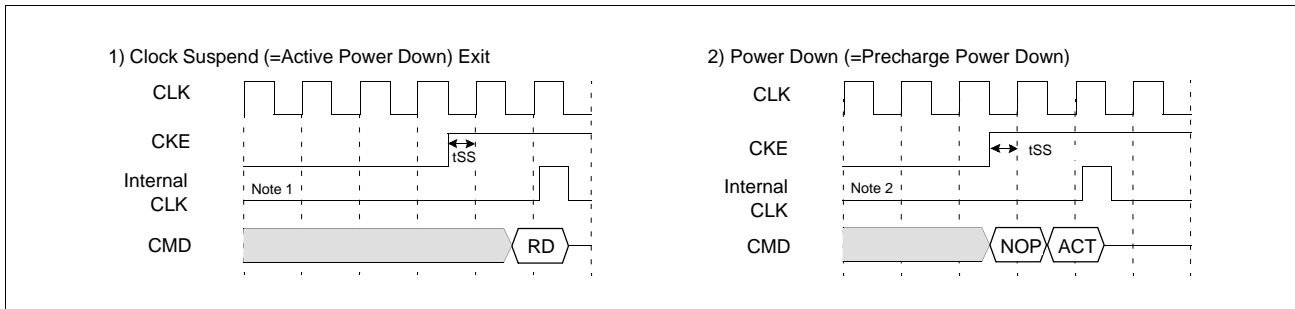 1) Clock Suspend (=Active Power Down) Exit
CLK
CKE
tSS
Internal
CLK
Note 1
CMD
RD
2) Power Down (=Precharge Power Down)
CLK
CKE
tSS
Internal
CLK
Note 2
CMD
NOP
ACT